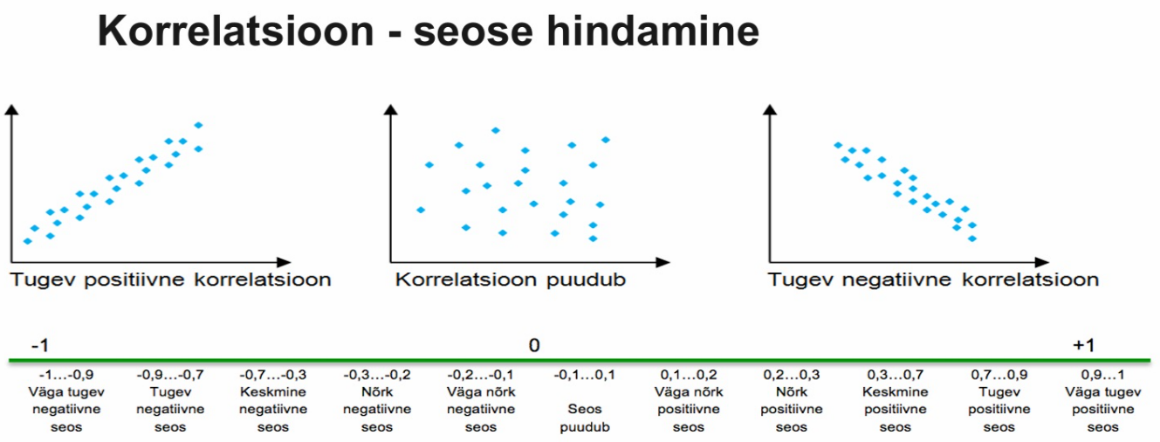 Korrelatsioon - seose hindamine
Tugev positiivne korrelatsioon
Korrelatsioon puudub
Tugev negatiivne korrelatsioon
-1 0 +1
-1...-0,9 -0,9...-0,7 -0,7...-0,3 -0,3...-0,2 -0,2...-0,1 -0,1...0,1 0,1...0,2 0,2...0,3 0,3...0,7 0,7...0,9 0,9...1
Väga tugev Tugev Keskmine Nõrk Väga nõrk Väga nõrk Nõrk Keskmine Tugev Väga tugev
negatiivne negatiivne negatiivne negatiivne negatiivne Seos positiivne positiivne positiivne positiivne positiivne
seos seos seos seos seos puudub seos seos seos seos seos